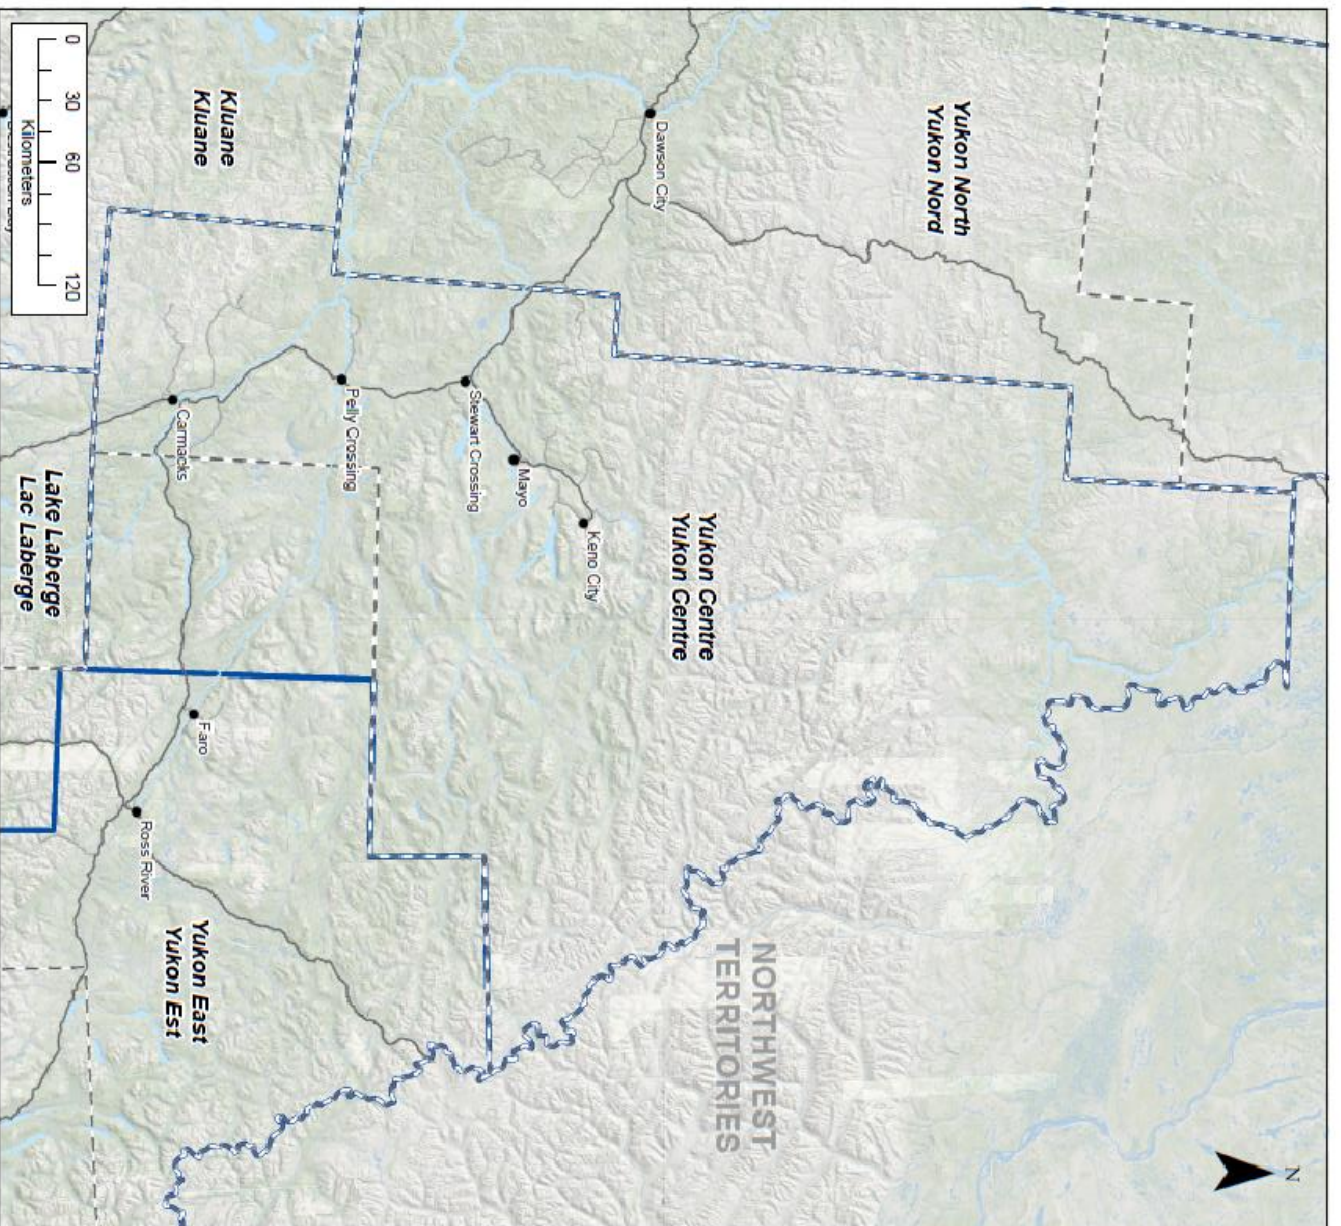 N
Yukon North
Yukon Nord
NORTHWEST
TERRITORIES
Yukon Centre
Yukon Centre
Dawson City
Keno City
Mayo
Stewart Crossing
Pelly Crossing
Kluane
Kluane
Faro
Yukon East
Yukon Est
Carmacks
Ross River
0 30 60 120
Kilometers
Lake Laberge
Lac Laberge